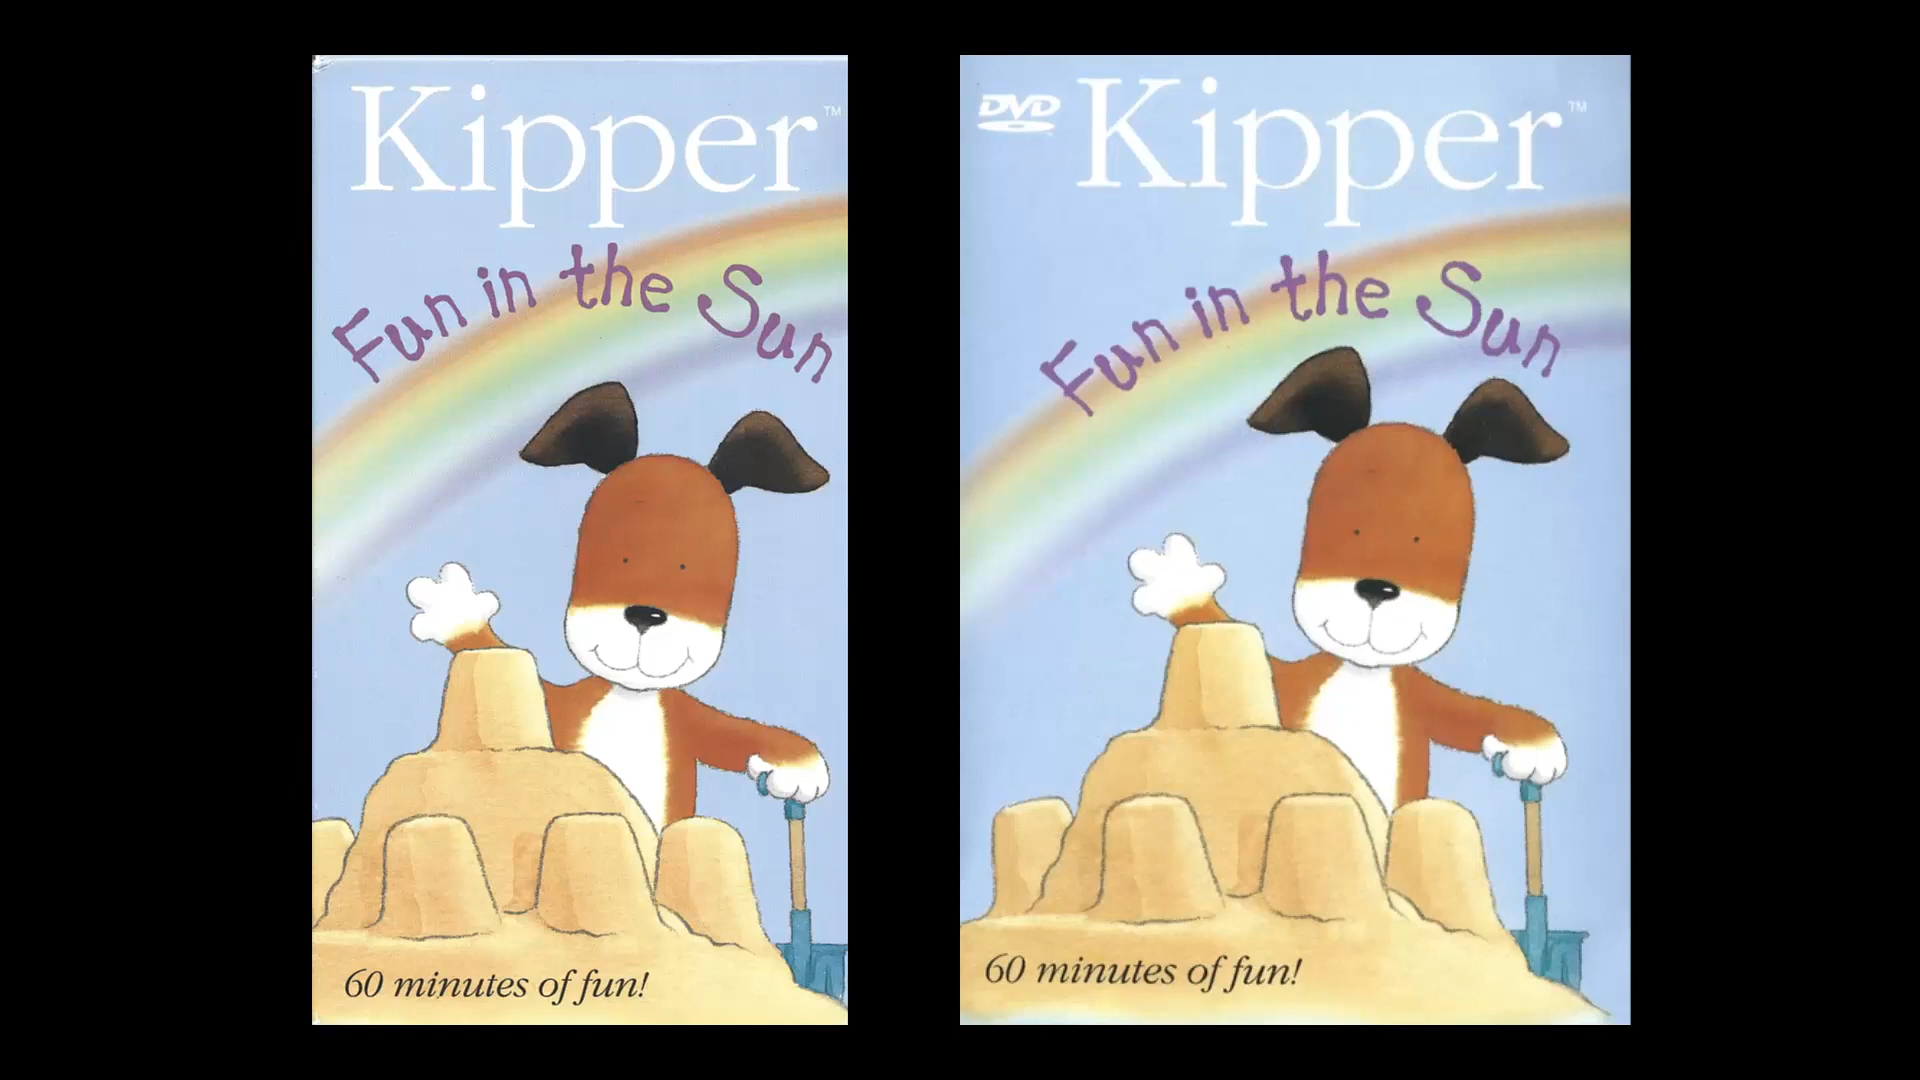 Kipper™
Fun in the Sun
60 minutes of fun!
DVD
Kipper™
Fun in the Sun
60 minutes of fun!